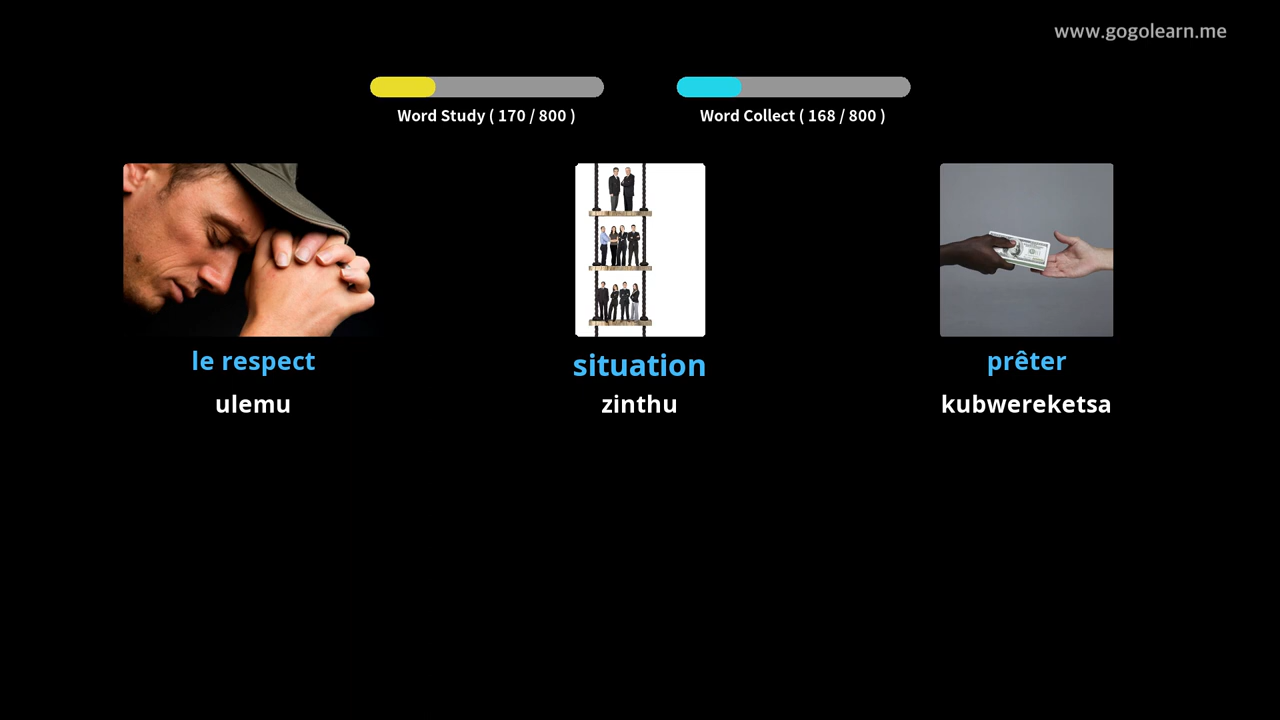 www.gogolearn.me
Word Study ( 170 / 800 )
Word Collect ( 168 / 800 )
le respect
situation
prêter
ulemu
zinthu
kubwereketsa